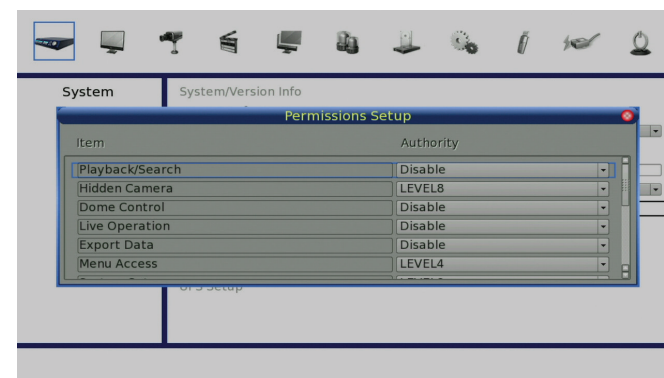 System
System/Version Info
Permissions Setup
Item Authority
Playback/Search Disable
Hidden Camera LEVEL8
Dome Control Disable
Live Operation Disable
Export Data Disable
Menu Access LEVEL4
Setup